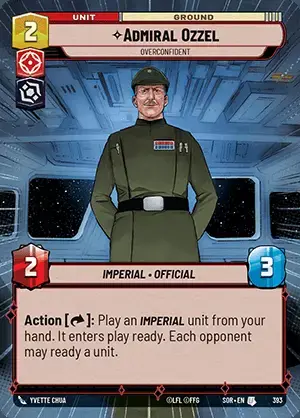 UNIT GROUND
2
ADMIRAL OZZEL
OVERCONFIDENT
2
3
IMPERIAL • OFFICIAL
Action [ ]: Play an IMPERIAL unit from your
hand. It enters play ready. Each opponent
may ready a unit.
YVETTE CHUA ©LFL ©FFG SOR•EN 393